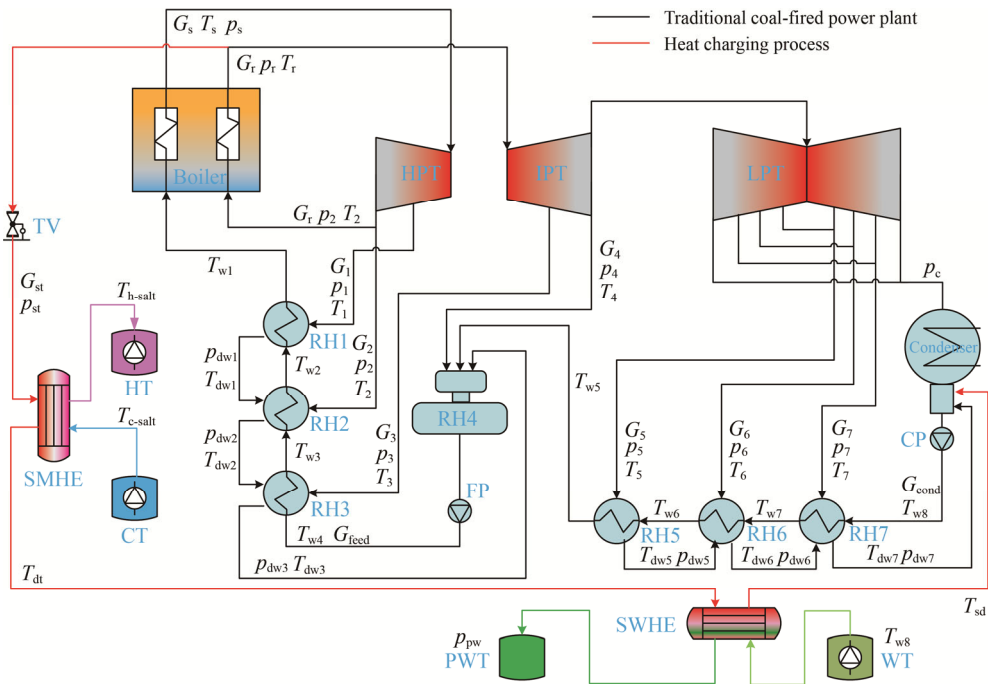 Traditional coal-fired power plant
Heat charging process
Gs Ts ps
Gr pr Tr
Boiler
HPT
IPT
LPT
TV
Gr p2 T2
Gst
pst
Tw1
G1
p1
T1
G4
p4
T4
pc
Th-salt
HT
RH1
pdw1
Tdw1
Tw2
G2
p2
T2
Condenser
Tw5
RH4
Tc-salt
RH2
pdw2
Tdw2
Tw3
G3
p3
T3
SMHE
CT
RH3
FP
G5
p5
T5
G6
p6
T6
G7
p7
T7
CP
Gcond
Tw8
Tw4 Gfeed
Tw6
Tw7
RH5
RH6
RH7
pdw3 Tdw3
Tdw5 pdw5
Tdw6 pdw6
Tdw7 pdw7
Tdt
Tsd
SWHE
ppw
PWT
Tw8
WT